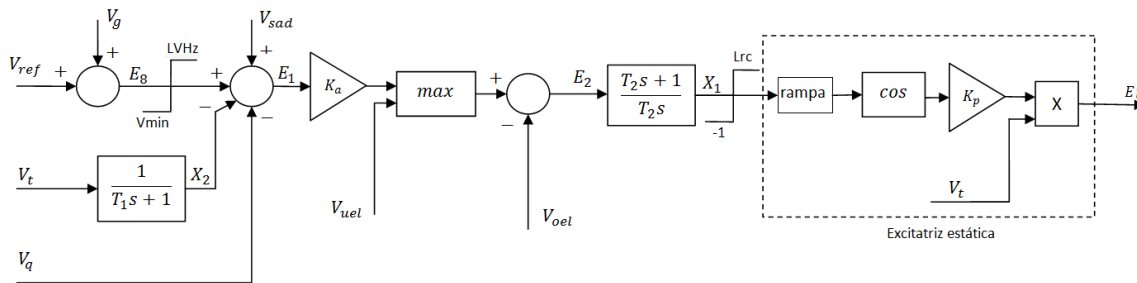 V_g
V_sad
V_ref
+
+
E_8
LVHz
Vmin
+
+
−
−
E_1
K_a
max
+
−
E_2
T_2s + 1
T_2s
X_1
Lrc
-1
rampa
cos
K_p
X
V_t
1
T_1s + 1
X_2
V_uel
V_oel
V_t
Excitatriz estática
V_q